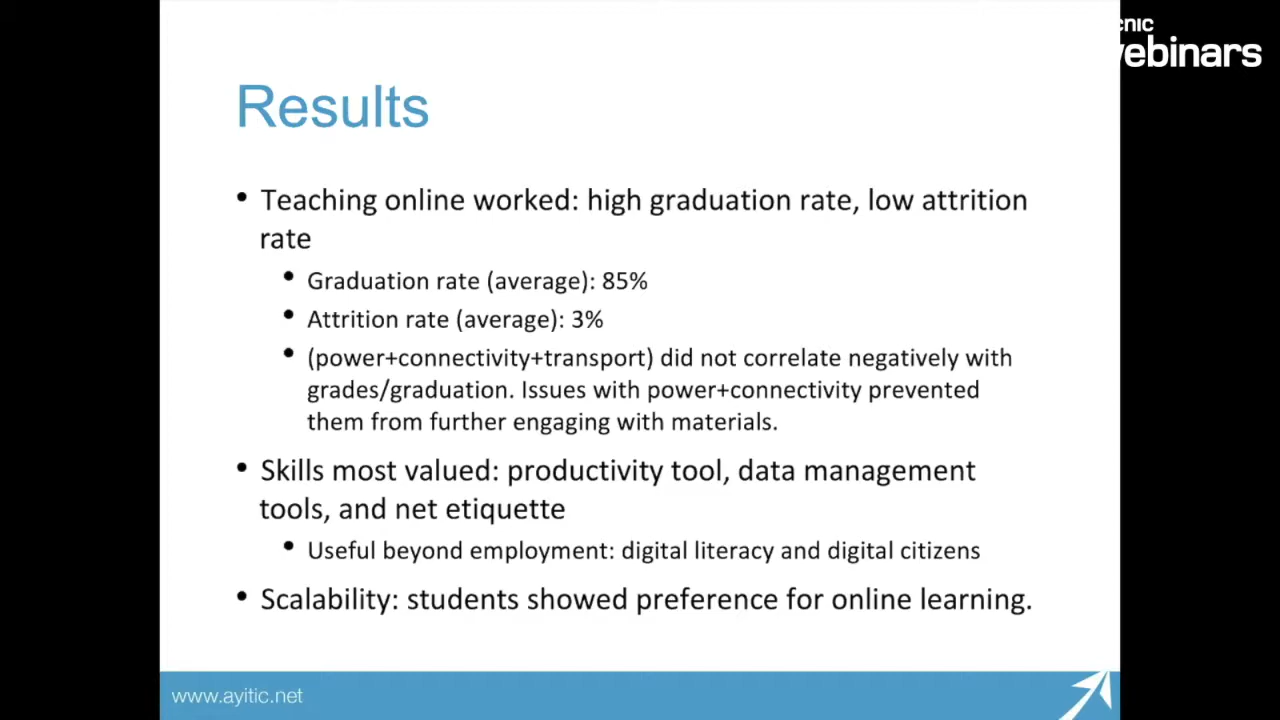 cnic
webinars
Results
• Teaching online worked: high graduation rate, low attrition
rate
• Graduation rate (average): 85%
• Attrition rate (average): 3%
• (power+connectivity+transport) did not correlate negatively with
grades/graduation. Issues with power+connectivity prevented
them from further engaging with materials.
• Skills most valued: productivity tool, data management
tools, and net etiquette
• Useful beyond employment: digital literacy and digital citizens
• Scalability: students showed preference for online learning.
www.ayitic.net